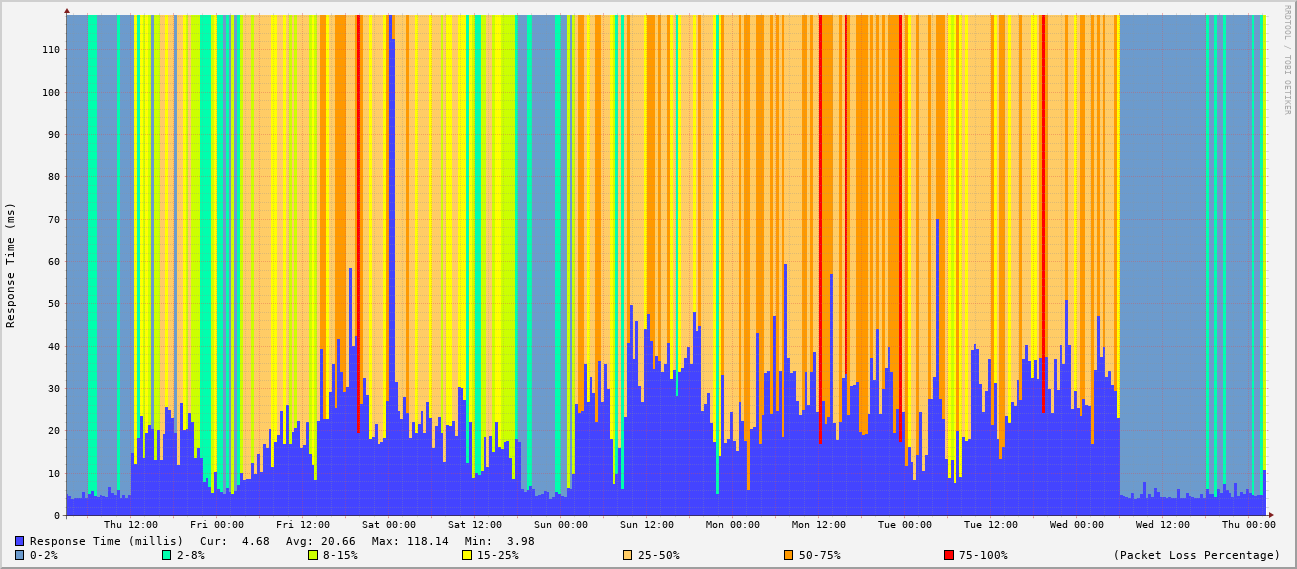 RRDTOOL / TOBI OETIKER
Response Time (ms)
110
100
90
80
70
60
50
40
30
20
10
0
Thu 12:00 Fri 00:00 Fri 12:00 Sat 00:00 Sat 12:00 Sun 00:00 Sun 12:00 Mon 00:00 Mon 12:00 Tue 00:00 Tue 12:00 Wed 00:00 Wed 12:00 Thu 00:00
Response Time (millis) Cur: 4.68 Avg: 20.66 Max: 118.14 Min: 3.98
0-2% 2-8% 8-15% 15-25% 25-50% 50-75% 75-100% (Packet Loss Percentage)